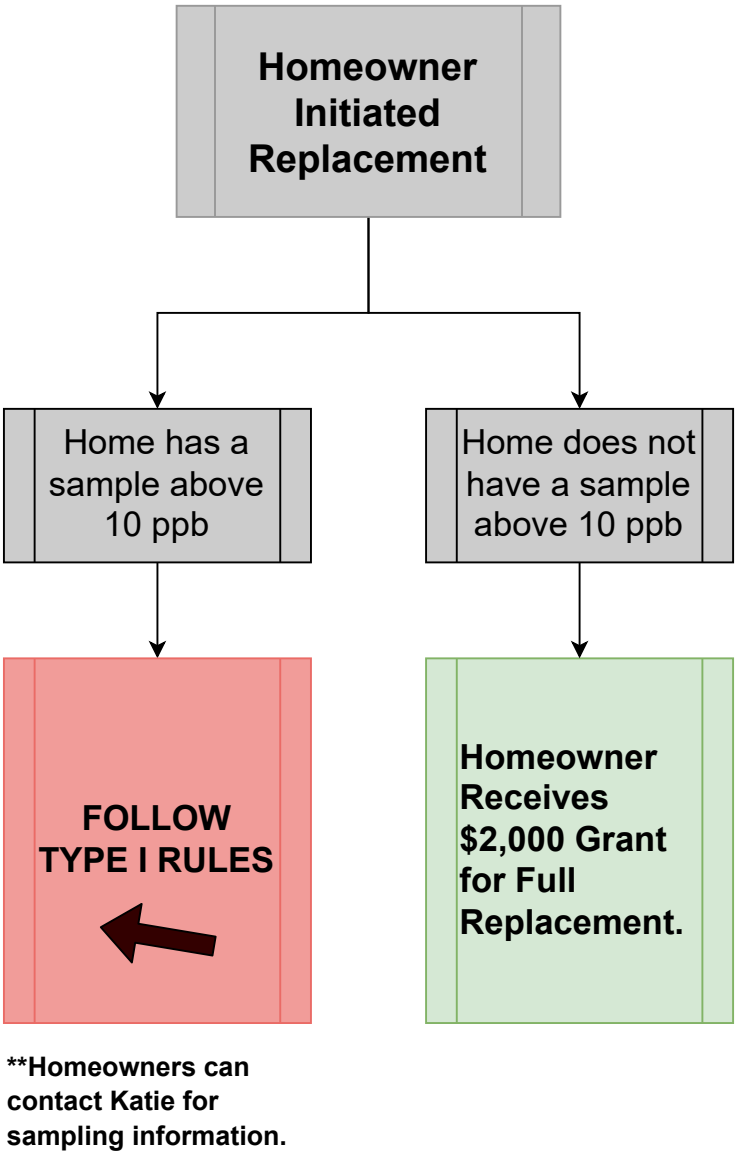 Homeowner
Initiated
Replacement
Home has a
sample above
10 ppb
Home does not
have a sample
above 10 ppb
FOLLOW
TYPE I RULES
Homeowner
Receives
$2,000 Grant
for Full
Replacement.
**Homeowners can
contact Katie for
sampling information.